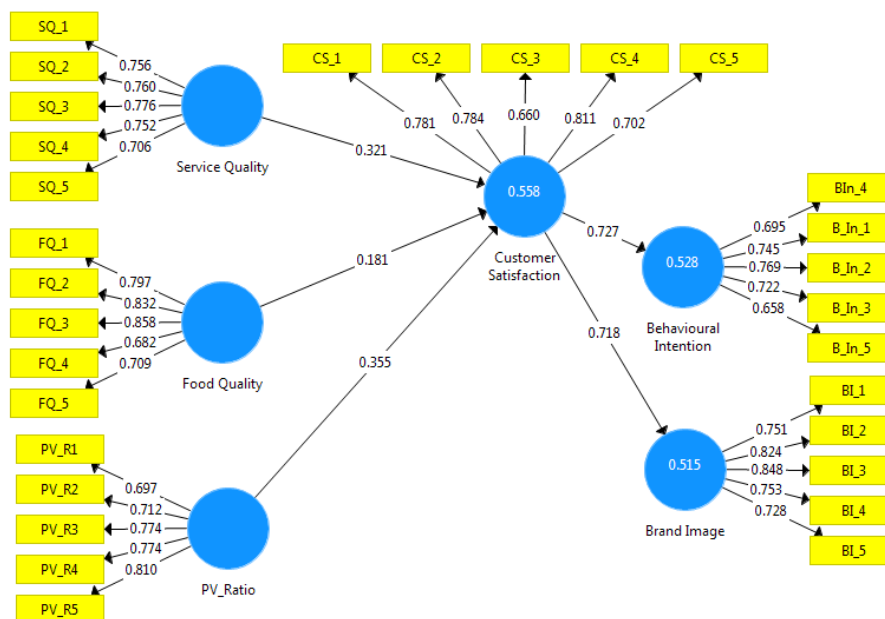 SQ_1
SQ_2
SQ_3
SQ_4
SQ_5
0.756
0.760
0.776
0.752
0.706
Service Quality
CS_1
CS_2
CS_3
CS_4
CS_5
0.781
0.784
0.660
0.811
0.702
0.321
0.558
Customer
Satisfaction
FQ_1
FQ_2
FQ_3
FQ_4
FQ_5
0.797
0.832
0.858
0.682
0.709
Food Quality
0.181
PV_R1
PV_R2
PV_R3
PV_R4
PV_R5
0.697
0.712
0.774
0.774
0.810
PV_Ratio
0.355
0.727
0.528
Behavioural
Intention
0.695
0.745
0.769
0.722
0.658
BIn_4
B_In_1
B_In_2
B_In_3
B_In_5
0.718
0.515
Brand Image
0.751
0.824
0.848
0.753
0.728
BI_1
BI_2
BI_3
BI_4
BI_5